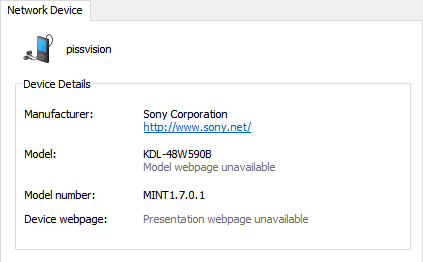 Network Device
pissvision
Device Details
Manufacturer: Sony Corporation
http://www.sony.net/
Model: KDL-48W590B
Model webpage unavailable
Model number: MINT1.7.0.1
Device webpage: Presentation webpage unavailable